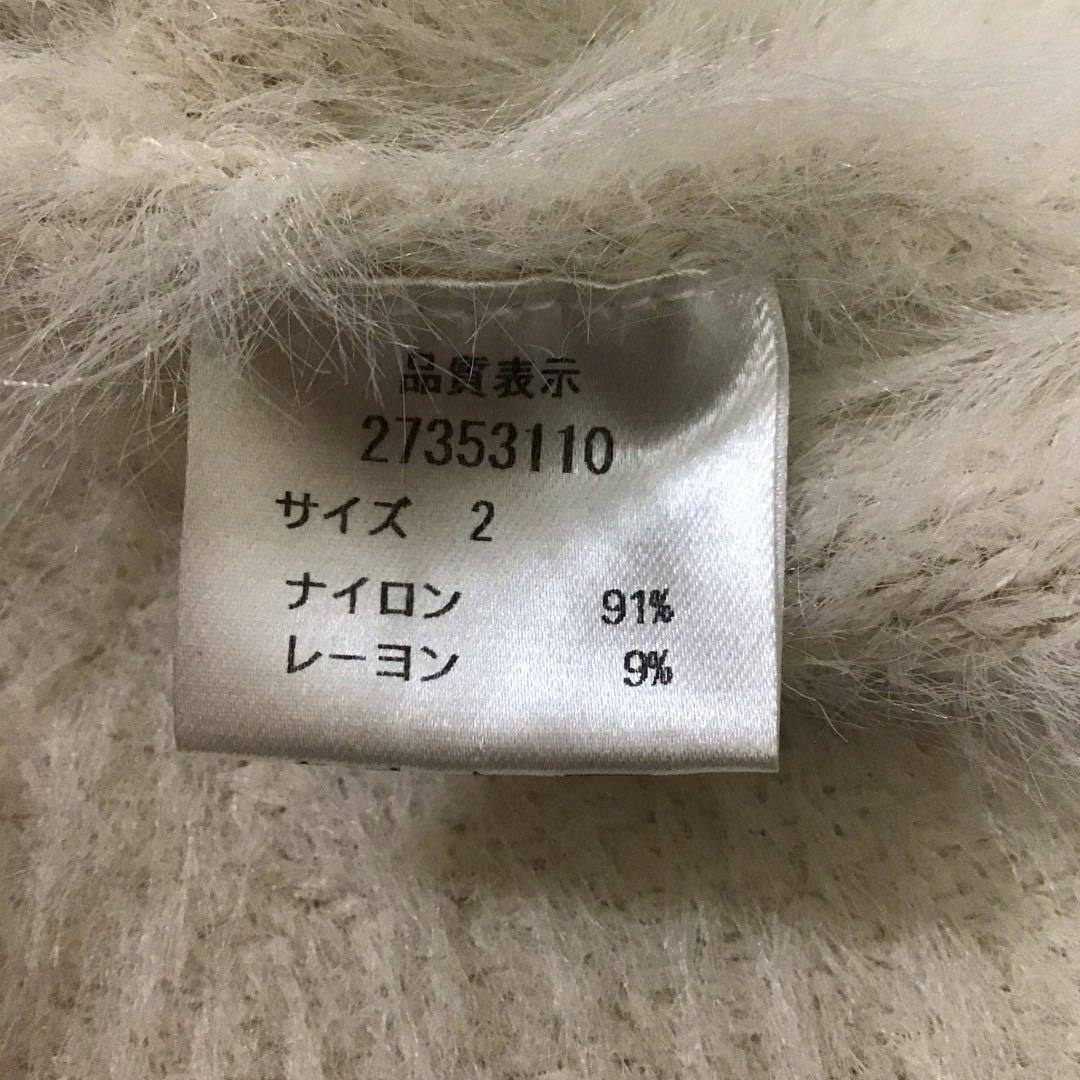 品質表示
27353110
サイズ 2
ナイロン 91%
レーヨン 9%